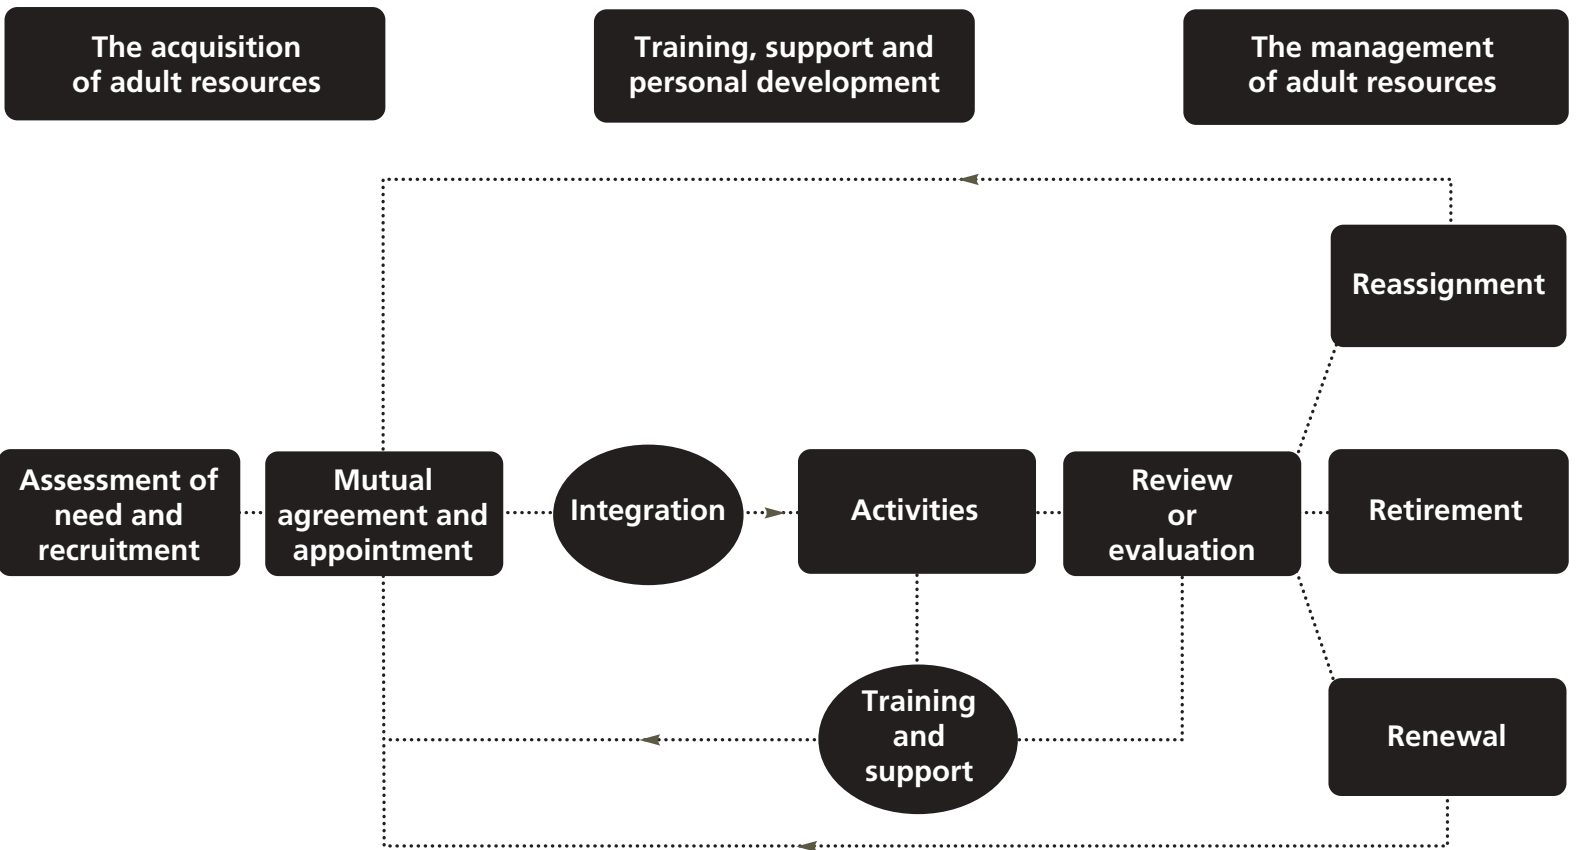 The acquisition
of adult resources
Training, support and
personal development
The management
of adult resources
Reassignment
Assessment of
need and
recruitment
Mutual
agreement and
appointment
Integration
Activities
Review
or
evaluation
Retirement
Training
and
support
Renewal